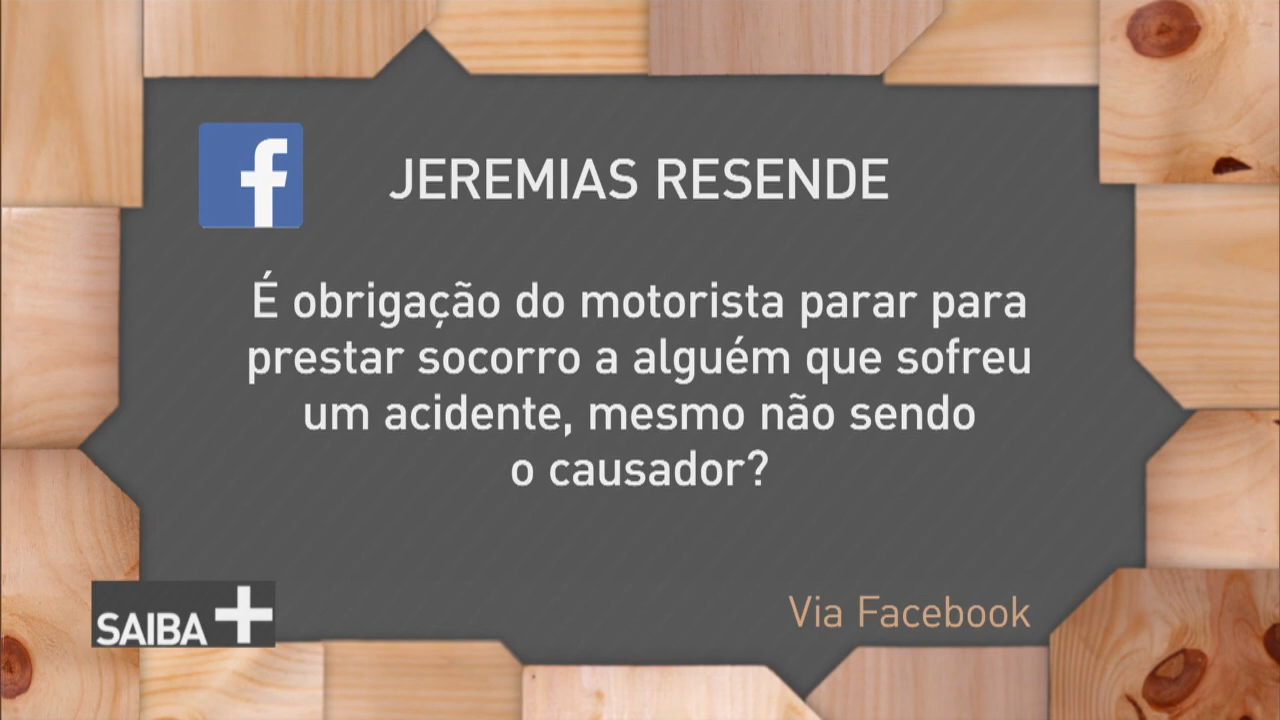 JEREMIAS RESENDE
É obrigação do motorista parar para
prestar socorro a alguém que sofreu
um acidente, mesmo não sendo
o causador?
Via Facebook
SAIBA+